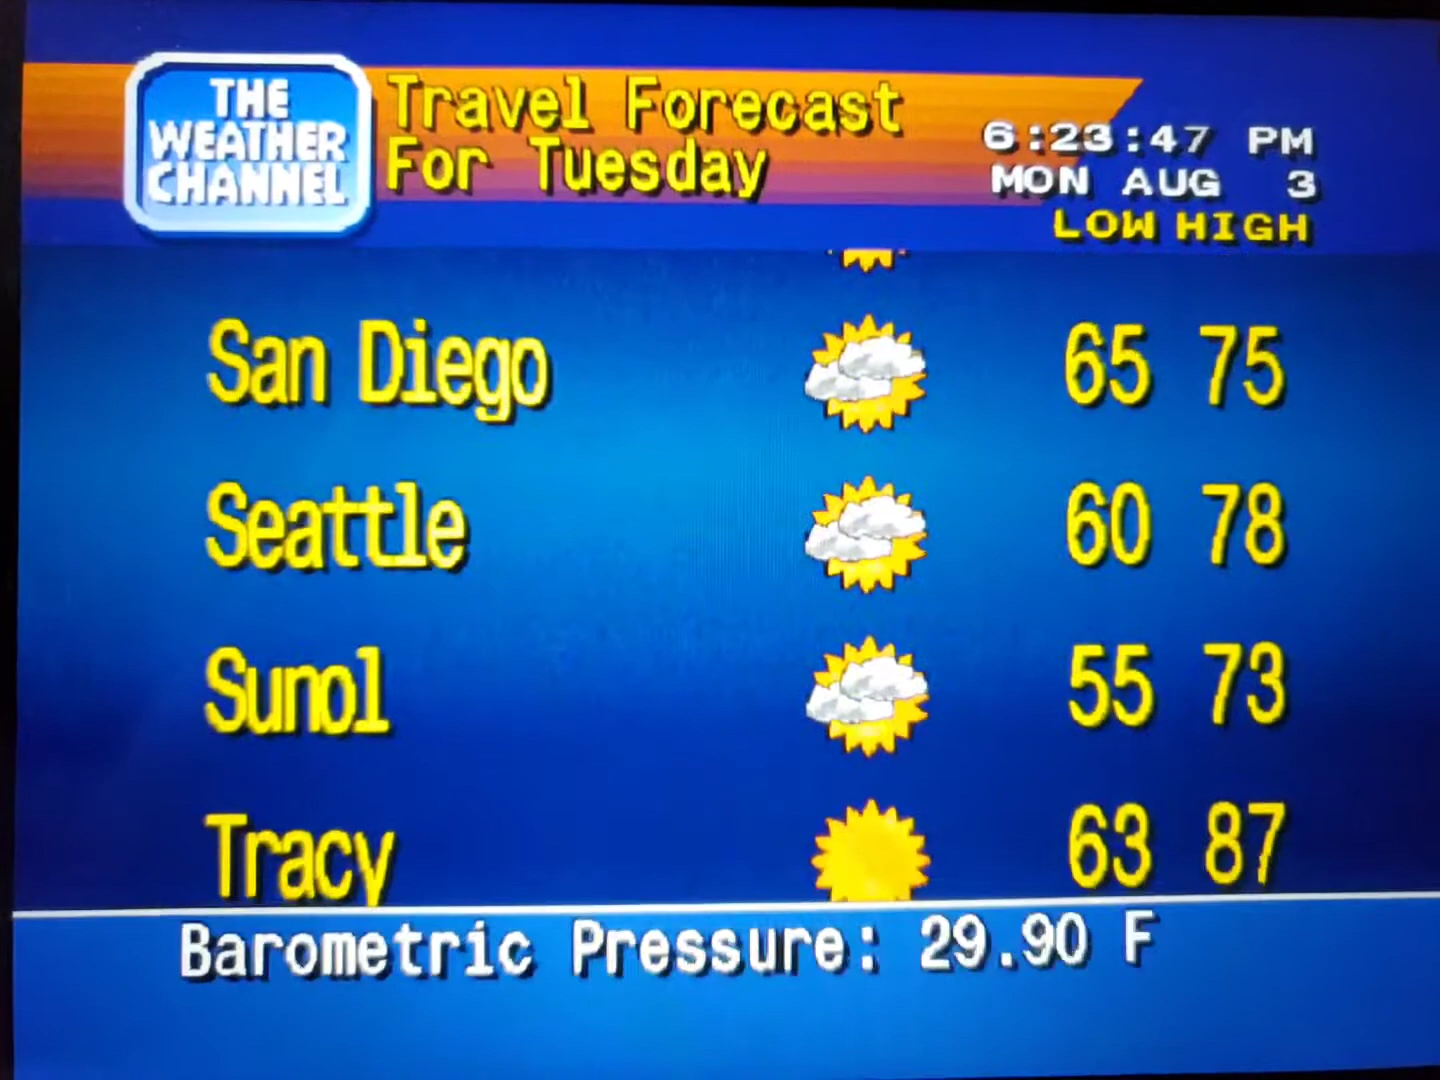 THE
WEATHER
CHANNEL
Travel Forecast
For Tuesday
6:23:47 PM
MON AUG 3
LOW HIGH
San Diego 65 75
Seattle 60 78
Sunol 55 73
Tracy 63 87
Barometric Pressure: 29.90 F